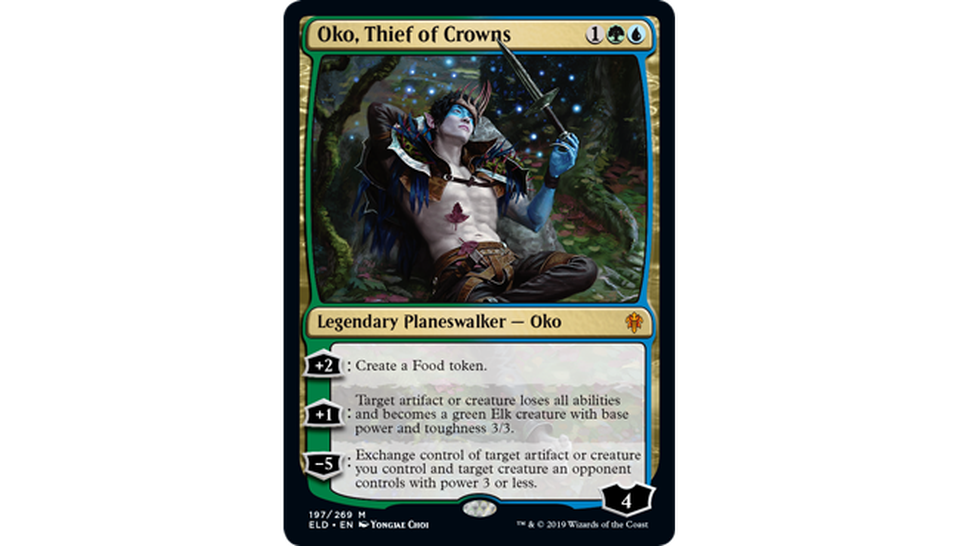 Oko, Thief of Crowns 1
Legendary Planeswalker — Oko
+2 : Create a Food token.
Target artifact or creature loses all abilities
+1 : and becomes a green Elk creature with base
power and toughness 3/3.
Exchange control of target artifact or creature
−5 : you control and target creature an opponent
controls with power 3 or less.
4
197/269 M
ELD • EN Yongjae Choi ™ & © 2019 Wizards of the Coast